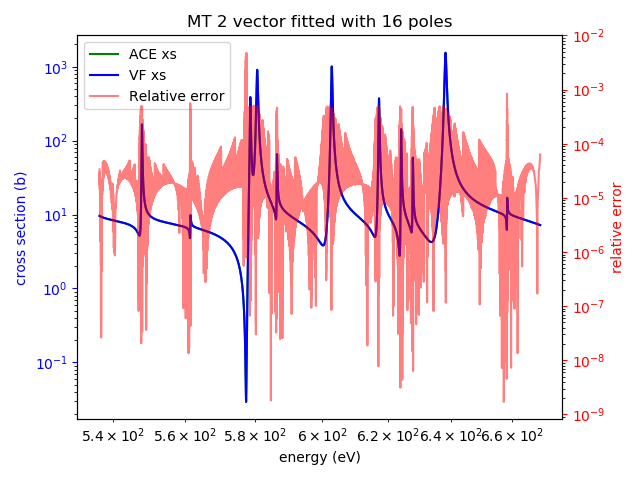 MT 2 vector fitted with 16 poles
ACE xs
VF xs
Relative error
cross section (b)
10³
10²
10¹
10⁰
10⁻¹
10⁻²
10⁻³
10⁻⁴
10⁻⁵
10⁻⁶
10⁻⁷
10⁻⁸
10⁻⁹
relative error
5.4 × 10² 5.6 × 10² 5.8 × 10² 6 × 10² 6.2 × 10² 6.4 × 10² 6.6 × 10²
energy (eV)